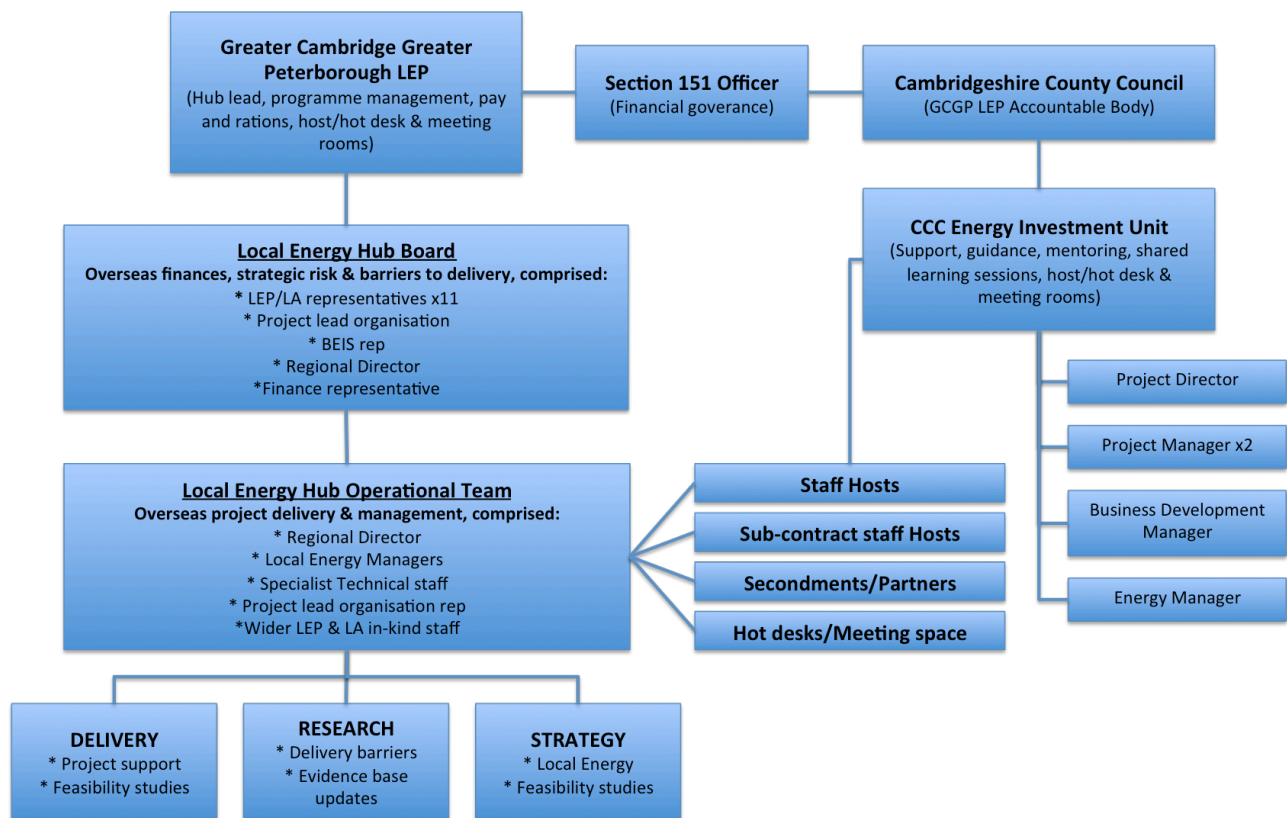 Greater Cambridge Greater
Peterborough LEP
(Hub lead, programme management, pay
and rations, host/hot desk & meeting
rooms)
Section 151 Officer
(Financial goverance)
Cambridgeshire County Council
(GCGP LEP Accountable Body)
Local Energy Hub Board
Overseas finances, strategic risk & barriers to delivery, comprised:
* LEP/LA representatives x11
* Project lead organisation
* BEIS rep
* Regional Director
*Finance representative
CCC Energy Investment Unit
(Support, guidance, mentoring, shared
learning sessions, host/hot desk &
meeting rooms)
Project Director
Project Manager x2
Business Development
Manager
Energy Manager
Local Energy Hub Operational Team
Overseas project delivery & management, comprised:
* Regional Director
* Local Energy Managers
* Specialist Technical staff
* Project lead organisation rep
*Wider LEP & LA in-kind staff
Staff Hosts
Sub-contract staff Hosts
Secondments/Partners
Hot desks/Meeting space
DELIVERY
* Project support
* Feasibility studies
RESEARCH
* Delivery barriers
* Evidence base
updates
STRATEGY
* Local Energy
* Feasibility studies